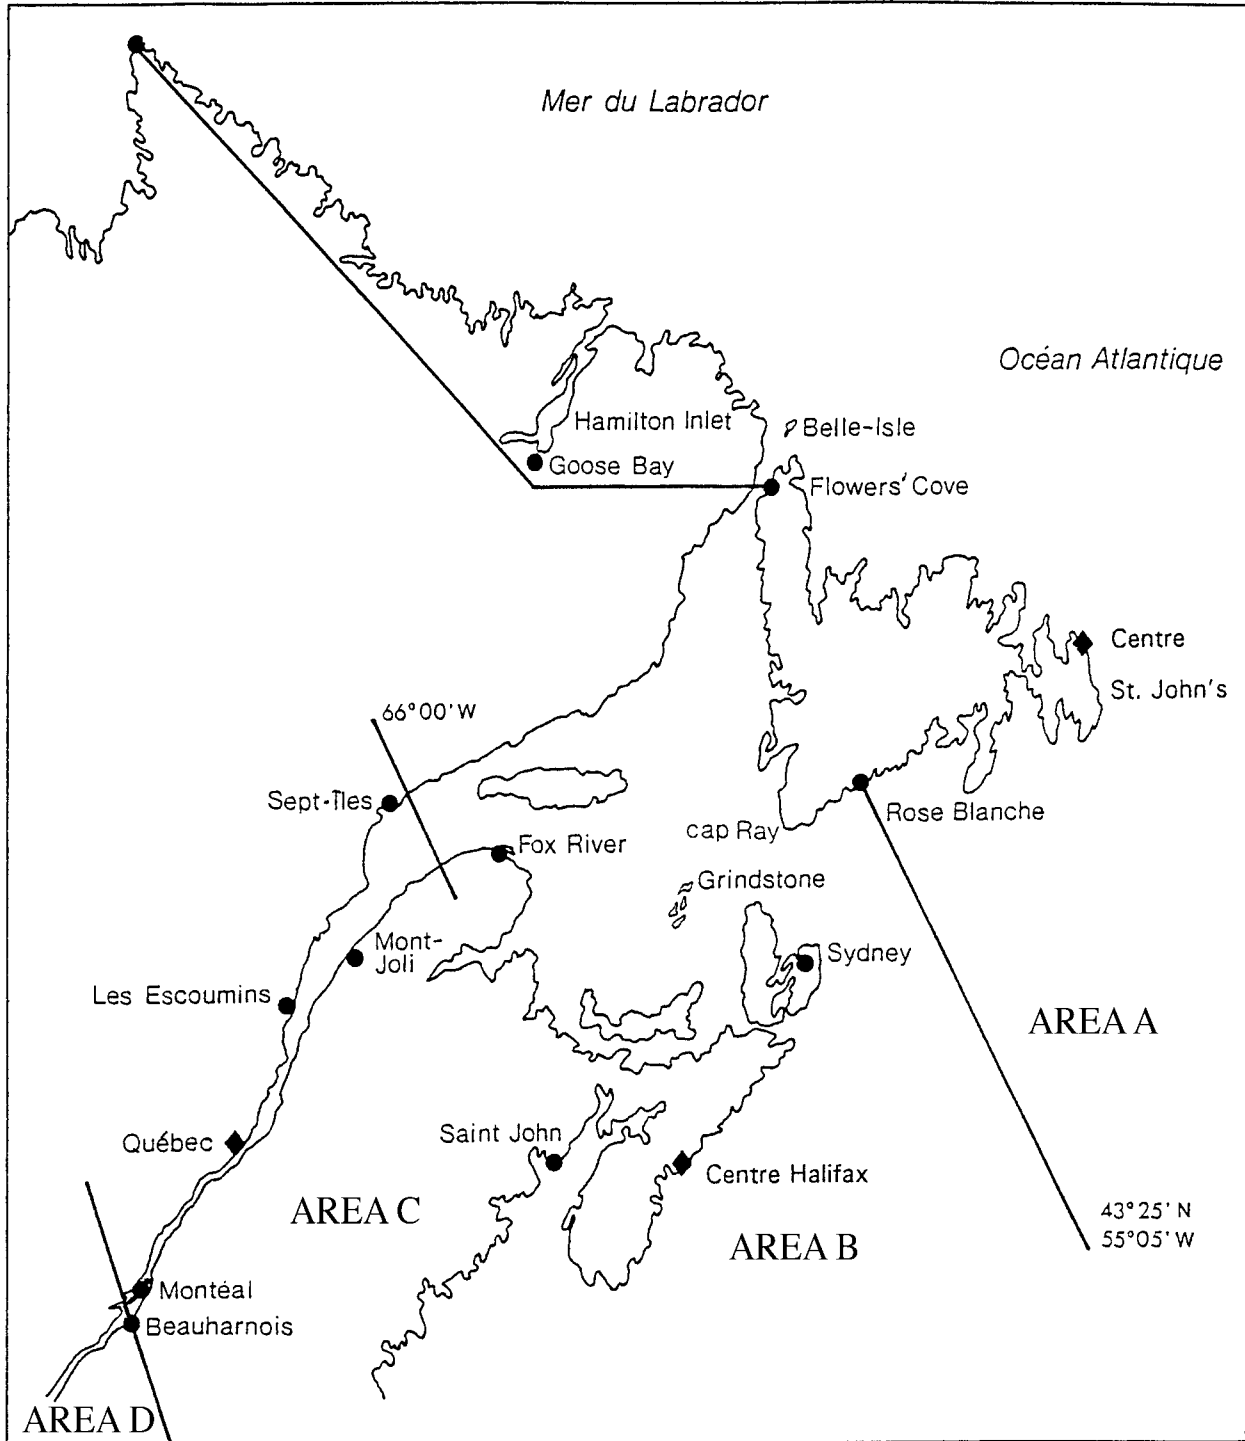 Mer du Labrador
Océan Atlantique
Hamilton Inlet
Belle-Isle
Goose Bay
Flowers' Cove
Centre
St. John's
66°00'W
Sept-Îles
Rose Blanche
cap Ray
Fox River
Grindstone
Mont-
Joli
Sydney
Les Escoumins
AREA A
Québec
Saint John
Centre Halifax
AREA C
43°25'N
55°05'W
AREA B
Montéal
Beauharnois
AREA D